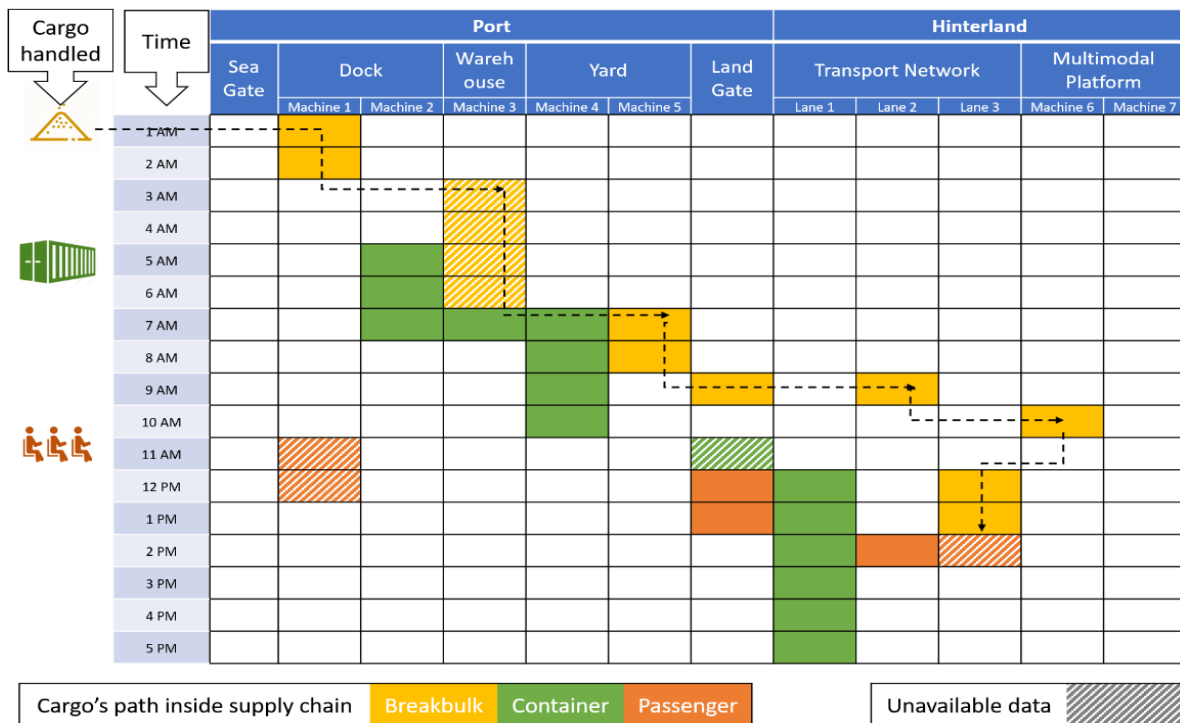 Cargo
handled
Time
Port
Hinterland
Sea
Gate
Dock
Wareh
ouse
Yard
Land
Gate
Transport Network
Multimodal
Platform
Machine 1
Machine 2
Machine 3
Machine 4
Machine 5
Lane 1
Lane 2
Lane 3
Machine 6
Machine 7
1 AM
2 AM
3 AM
4 AM
5 AM
6 AM
7 AM
8 AM
9 AM
10 AM
11 AM
12 PM
1 PM
2 PM
3 PM
4 PM
5 PM
Cargo's path inside supply chain
Breakbulk
Container
Passenger
Unavailable data